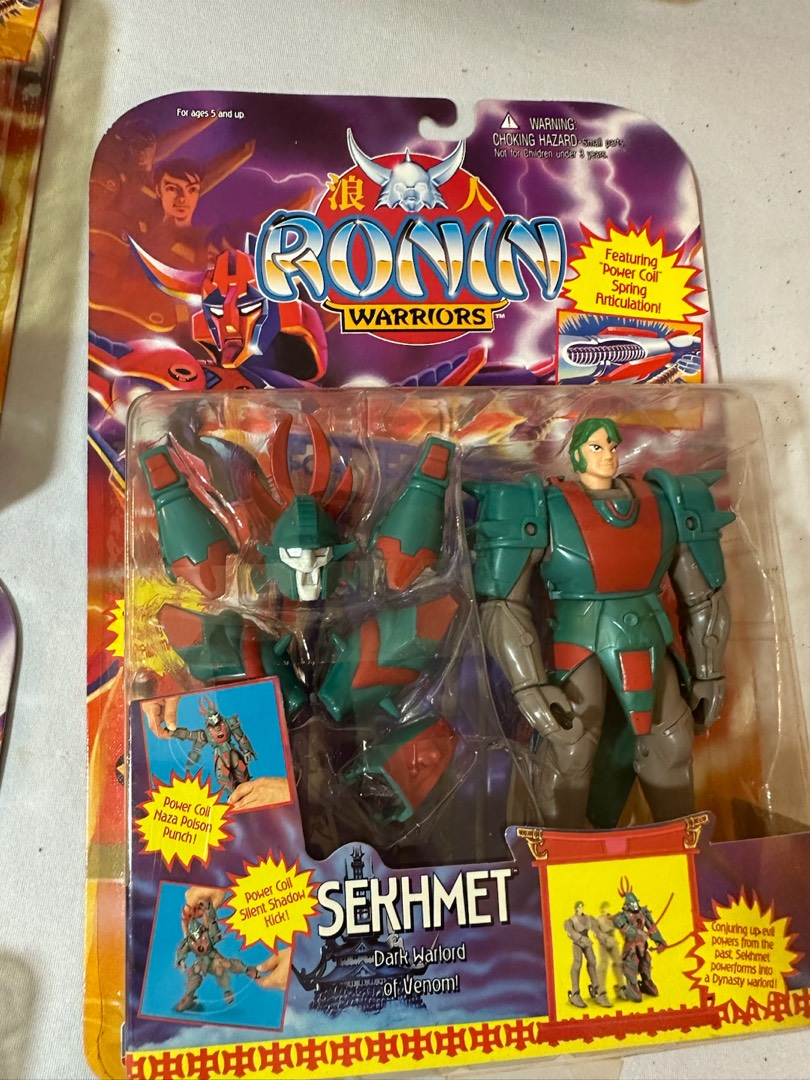 For ages 5 and up.
WARNING:
CHOKING HAZARD-small parts.
Not for Children under 3 years.
浪人
RONIN
WARRIORS™
Featuring
"Power Coil"
Spring
Articulation!
Power Coil
Naza Poison
Punch!
Power Coil
Silent Shadow
Kick!
SEKHMET™
Dark Warlord
of Venom!
Conjuring up evil
powers from the
past, Sekhmet
powerforms into
a Dynasty warlord!